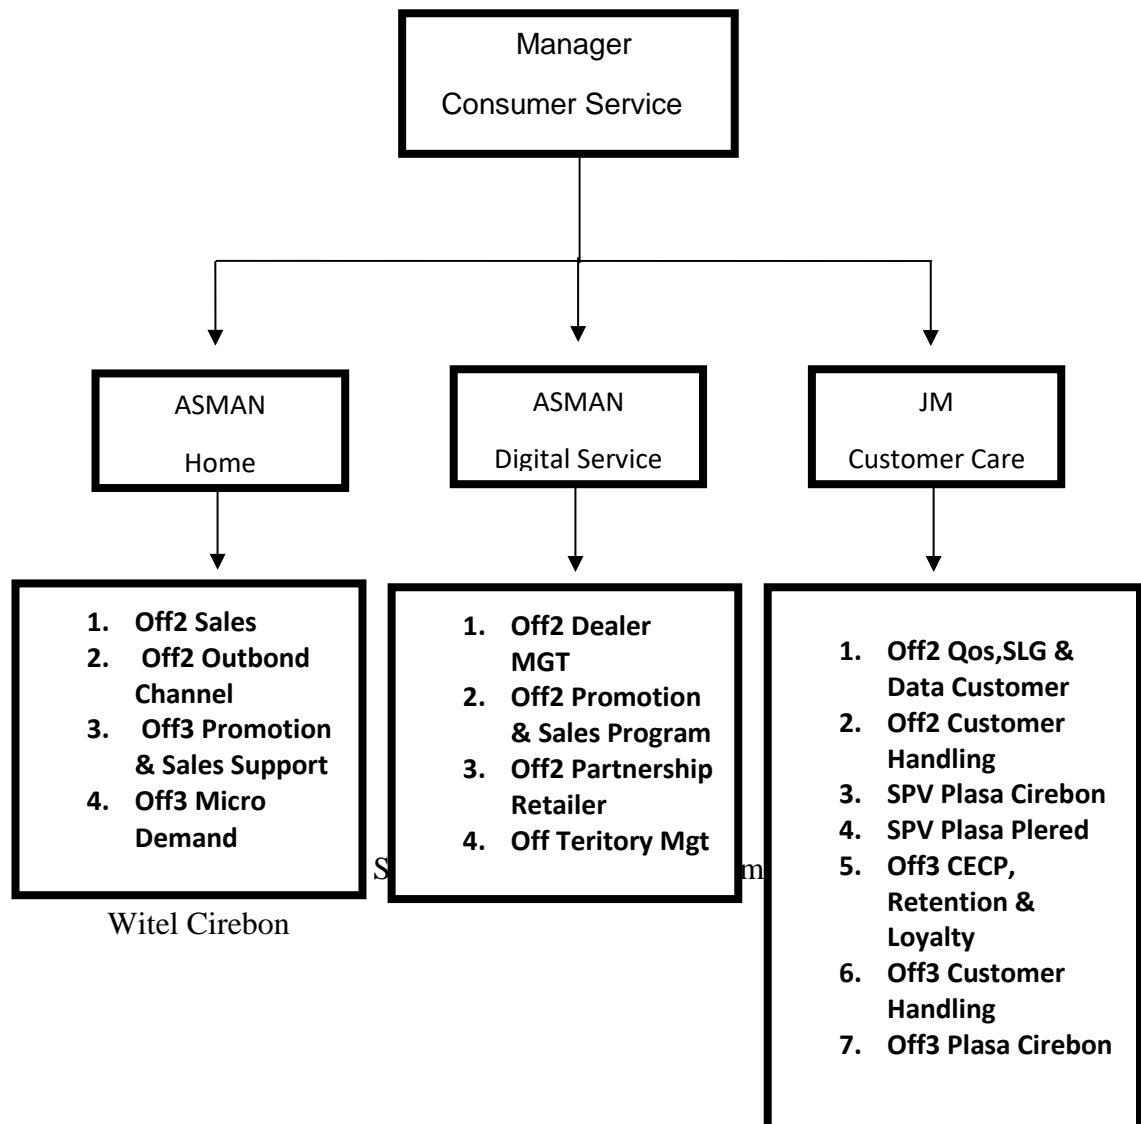 Manager
Consumer Service
ASMAN
Home
ASMAN
Digital Service
JM
Customer Care
1. Off2 Sales
2. Off2 Outbond
Channel
3. Off3 Promotion
& Sales Support
4. Off3 Micro
Demand
1. Off2 Dealer
MGT
2. Off2 Promotion
& Sales Program
3. Off2 Partnership
Retailer
4. Off Teritory Mgt
1. Off2 Qos,SLG &
Data Customer
2. Off2 Customer
Handling
3. SPV Plasa Cirebon
4. SPV Plasa Plered
5. Off3 CECP,
Retention &
Loyalty
6. Off3 Customer
Handling
7. Off3 Plasa Cirebon
Witel Cirebon